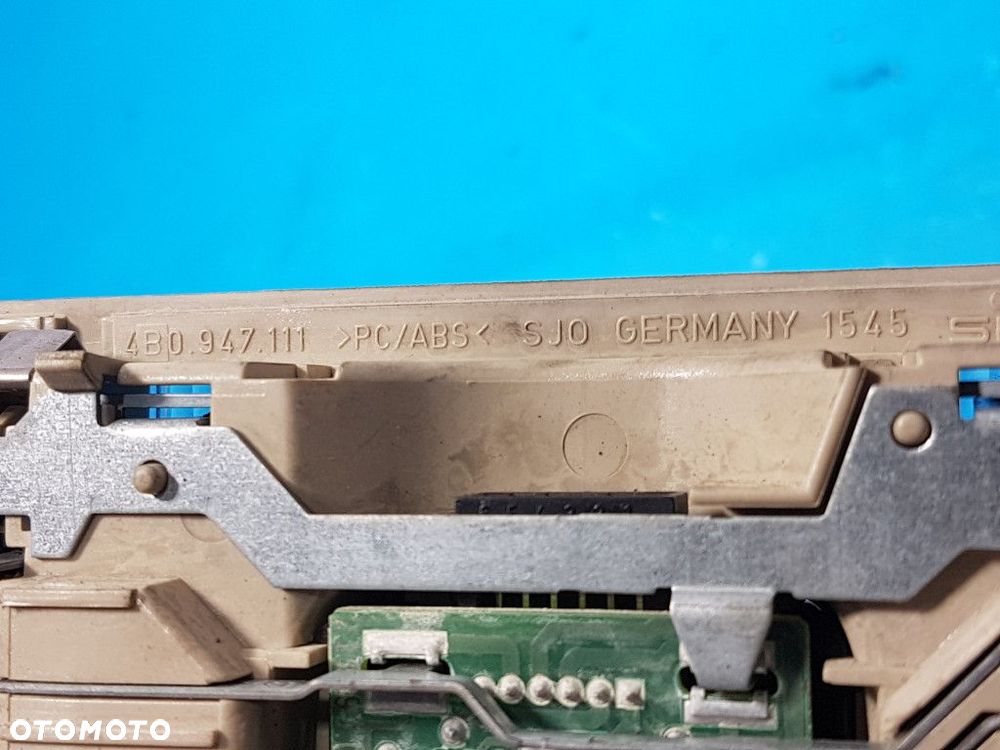 4B0.947.111 >PC/ABS< SJO GERMANY 1545
OTOMOTO